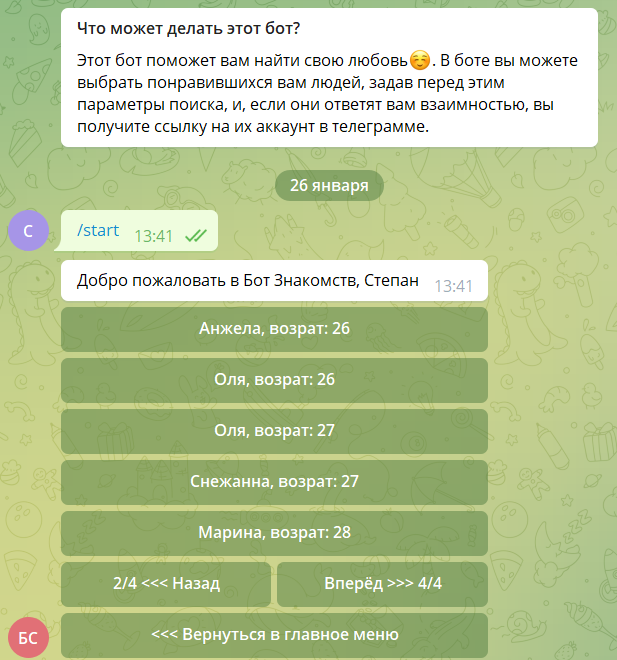 Что может делать этот бот?
Этот бот поможет вам найти свою любовь☺️. В боте вы можете
выбрать понравившихся вам людей, задав перед этим
параметры поиска, и, если они ответят вам взаимностью, вы
получите ссылку на их аккаунт в телеграмме.
26 января
С
/start 13:41
Добро пожаловать в Бот Знакомств, Степан 13:41
Анжела, возрат: 26
Оля, возрат: 26
Оля, возрат: 27
Снежанна, возрат: 27
Марина, возрат: 28
2/4 <<< Назад
Вперёд >>> 4/4
БС
<<< Вернуться в главное меню